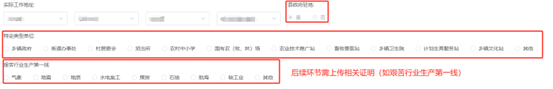 实际工作地址:
县政府驻地:
是 否
特定类型单位
乡镇政府 街道办事处 村居委会 派出所 农村中小学 国有农(牧、林)场 农业技术推广站 畜牧兽医站 乡镇卫生院 计划生育服务站 乡镇文化站 其他
艰苦行业生产第一线
气象 地震 地质 水电施工 煤炭 石油 航海 核工业 其他
后续环节需上传相关证明(如艰苦行业生产第一线)